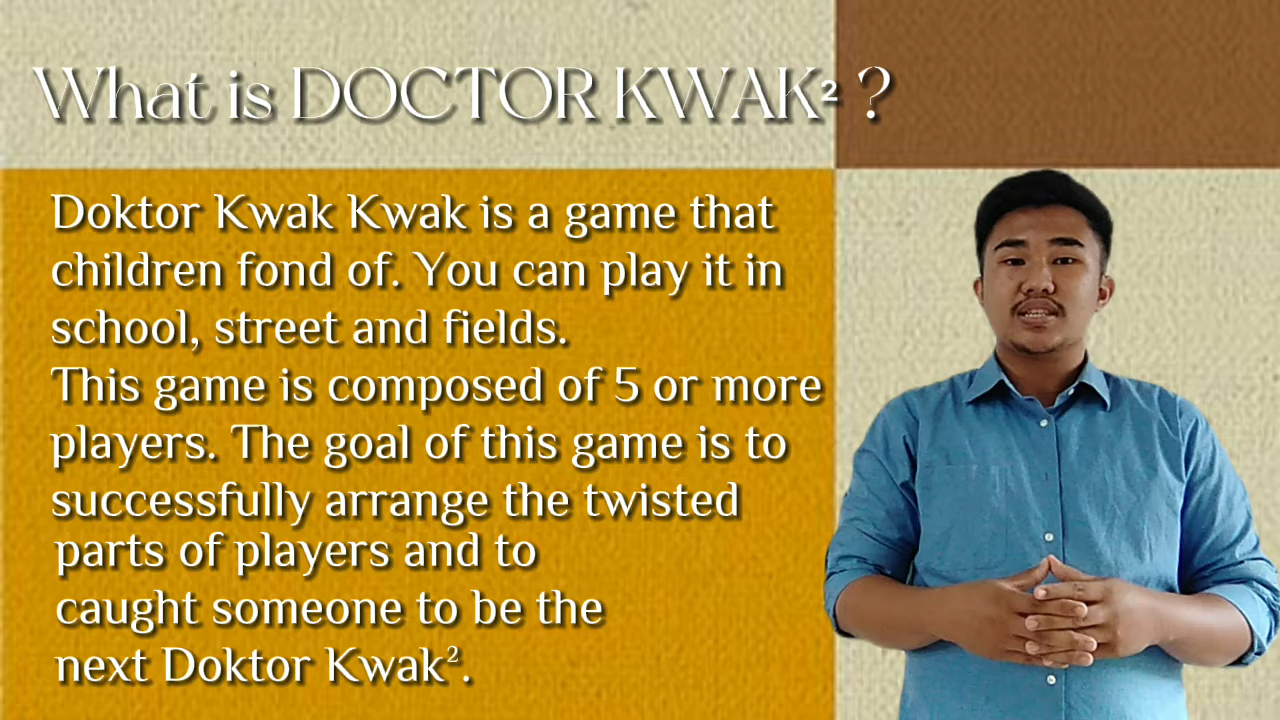 What is DOCTOR KWAK² ?
Doktor Kwak Kwak is a game that
children fond of. You can play it in
school, street and fields.
This game is composed of 5 or more
players. The goal of this game is to
successfully arrange the twisted
parts of players and to
caught someone to be the
next Doktor Kwak².